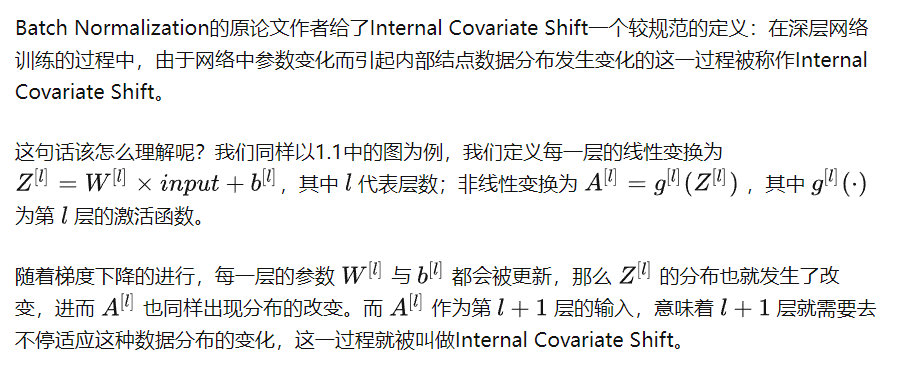 Batch Normalization的原论文作者给了Internal Covariate Shift一个较规范的定义：在深层网络
训练的过程中，由于网络中参数变化而引起内部结点数据分布发生变化的这一过程被称作Internal
Covariate Shift。
这句话该怎么理解呢？我们同样以1.1中的图为例，我们定义每一层的线性变换为
Z^{[l]} = W^{[l]} × input + b^{[l]}，其中 l 代表层数；非线性变换为 A^{[l]} = g^{[l]}(Z^{[l]})，其中 g^{[l]}(·)
为第 l 层的激活函数。
随着梯度下降的进行，每一层的参数 W^{[l]} 与 b^{[l]} 都会被更新，那么 Z^{[l]} 的分布也就发生了改
变，进而 A^{[l]} 也同样出现分布的改变。而 A^{[l]} 作为第 l + 1 层的输入，意味着 l + 1 层就需要去
不停适应这种数据分布的变化，这一过程就被叫做Internal Covariate Shift。